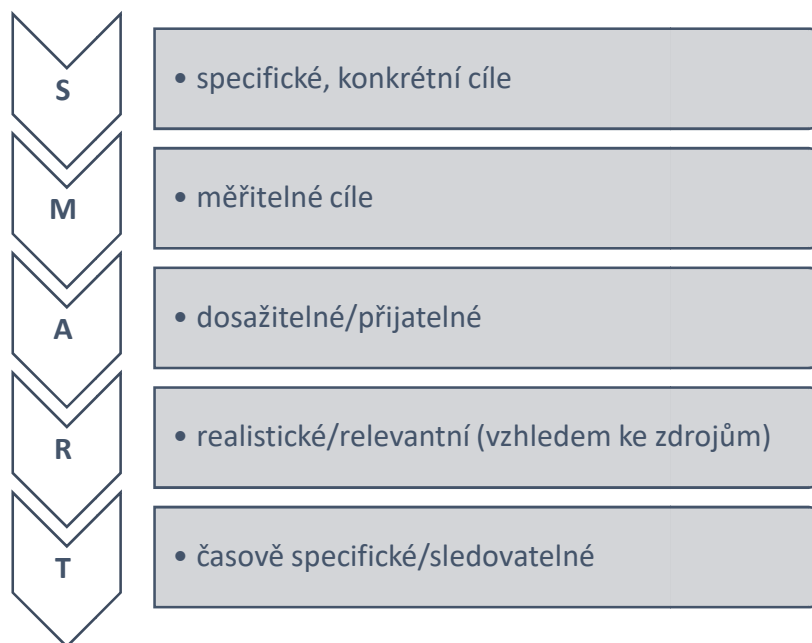 S
• specifické, konkrétní cíle
M
• měřitelné cíle
A
• dosažitelné/přijatelné
R
• realistické/relevantní (vzhledem ke zdrojům)
T
• časově specifické/sledovatelné